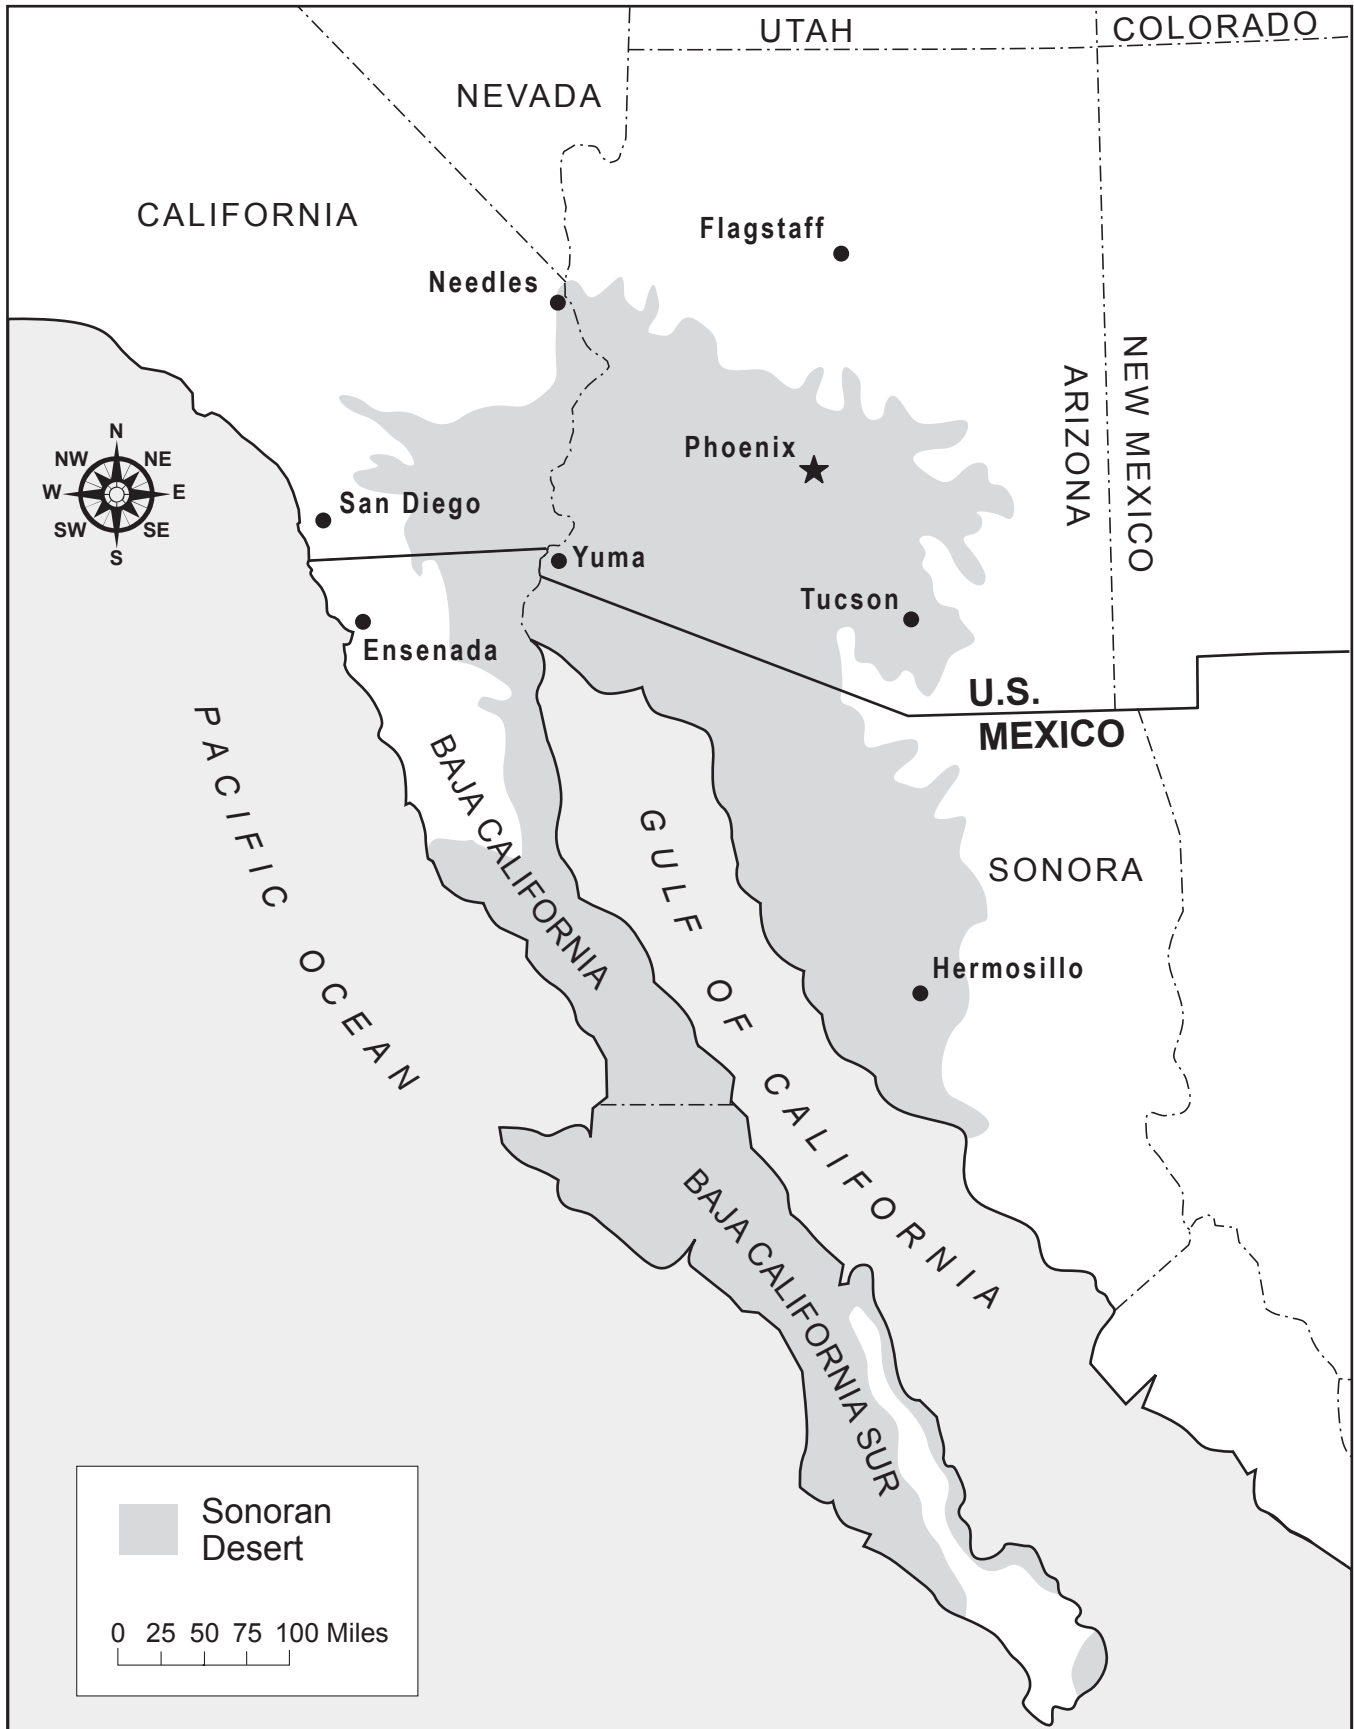 UTAH
COLORADO
NEVADA
CALIFORNIA
Flagstaff
Needles
NEW MEXICO
ARIZONA
N
NW
NE
W
E
SW
SE
S
Phoenix
San Diego
Yuma
Tucson
Ensenada
U.S.
MEXICO
PACIFIC OCEAN
BAJA CALIFORNIA
GULF OF CALIFORNIA
SONORA
Hermosillo
BAJA CALIFORNIA SUR
Sonoran
Desert
0 25 50 75 100 Miles